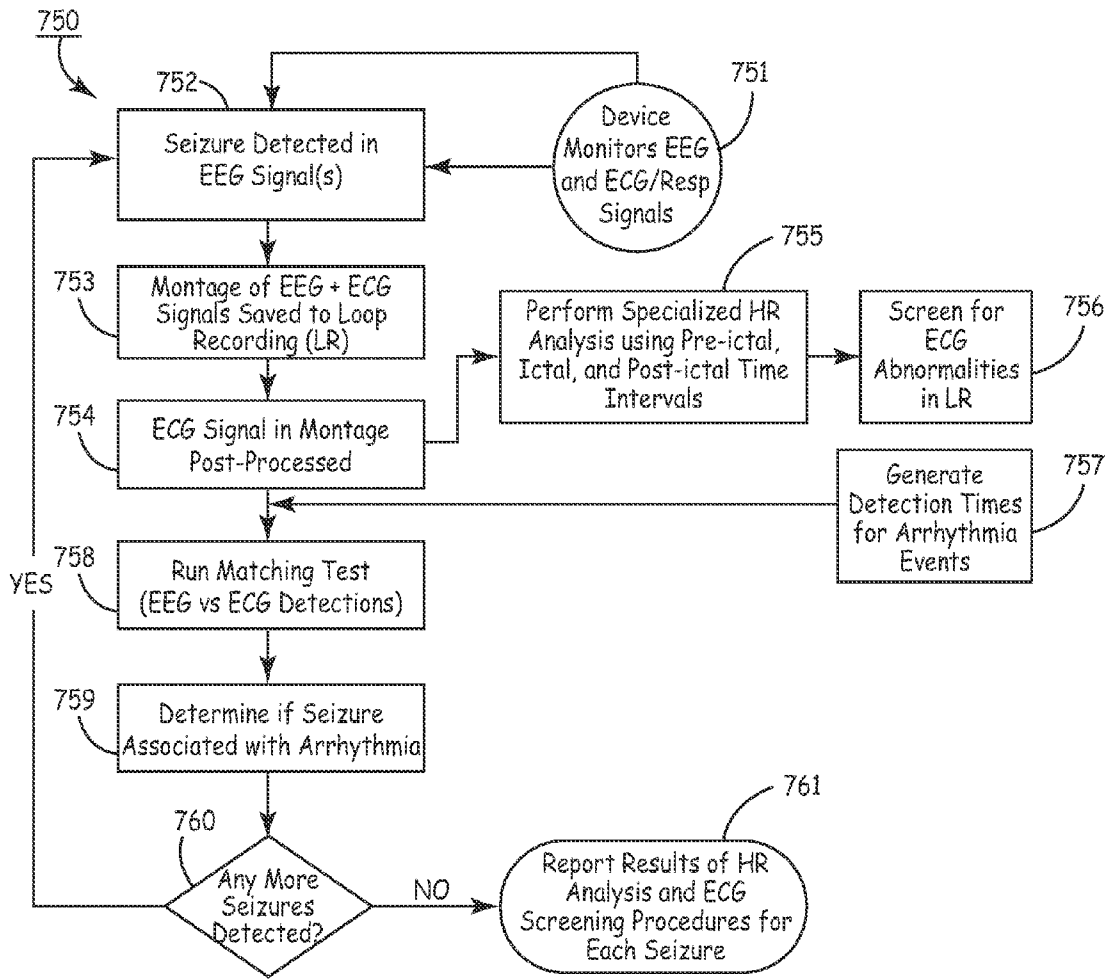 750
752
751
Seizure Detected in
EEG Signal(s)
Device
Monitors EEG
and ECG/Resp
Signals
753
Montage of EEG + ECG
Signals Saved to Loop
Recording (LR)
755
Perform Specialized HR
Analysis using Pre-ictal,
Ictal, and Post-ictal Time
Intervals
756
Screen for
ECG
Abnormalities
in LR
754
ECG Signal in Montage
Post-Processed
757
Generate
Detection Times
for Arrhythmia
Events
758
Run Matching Test
(EEG vs ECG Detections)
YES
759
Determine if Seizure
Associated with Arrhythmia
760
Any More
Seizures
Detected?
NO
761
Report Results of HR
Analysis and ECG
Screening Procedures for
Each Seizure